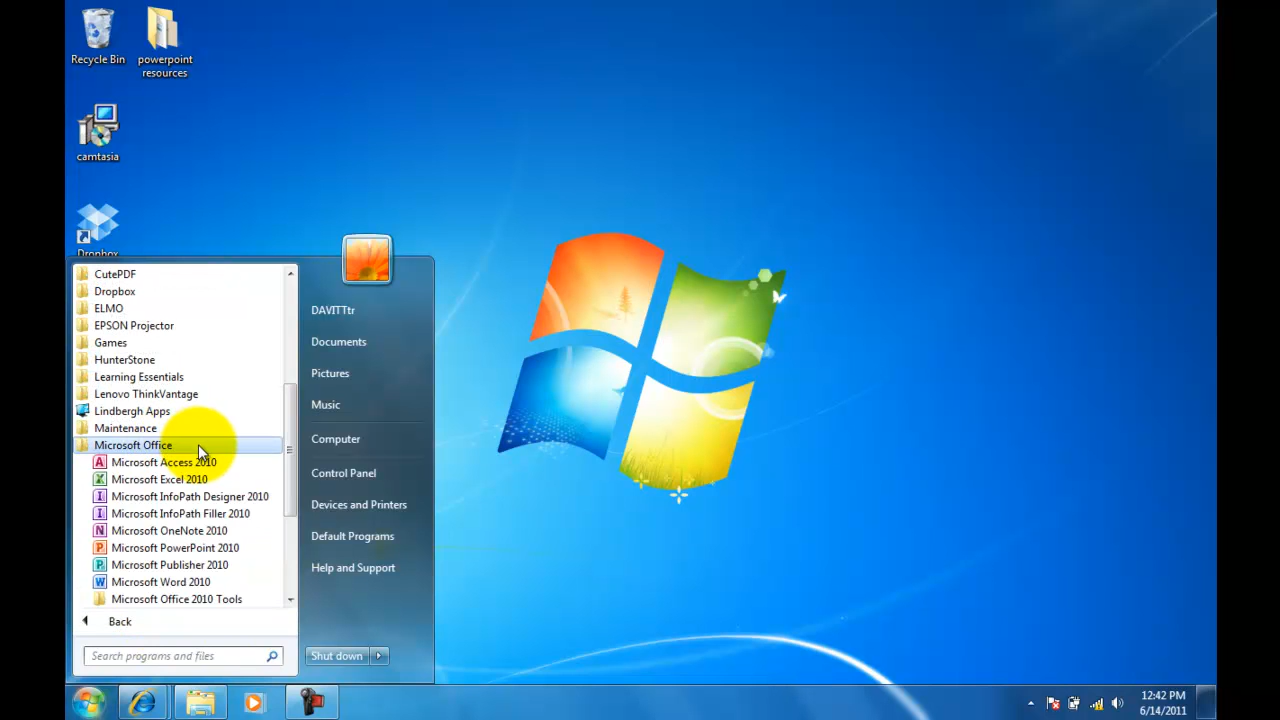 Recycle Bin
powerpoint
resources
camtasia
Dropbox
CutePDF
Dropbox
ELMO
EPSON Projector
Games
HunterStone
Learning Essentials
Lenovo ThinkVantage
Lindbergh Apps
Maintenance
Microsoft Office
Microsoft Access 2010
Microsoft Excel 2010
Microsoft InfoPath Designer 2010
Microsoft InfoPath Filler 2010
Microsoft OneNote 2010
Microsoft PowerPoint 2010
Microsoft Publisher 2010
Microsoft Word 2010
Microsoft Office 2010 Tools
Back
Search programs and files
DAVITTtr
Documents
Pictures
Music
Computer
Control Panel
Devices and Printers
Default Programs
Help and Support
Shut down
12:42 PM
6/14/2011